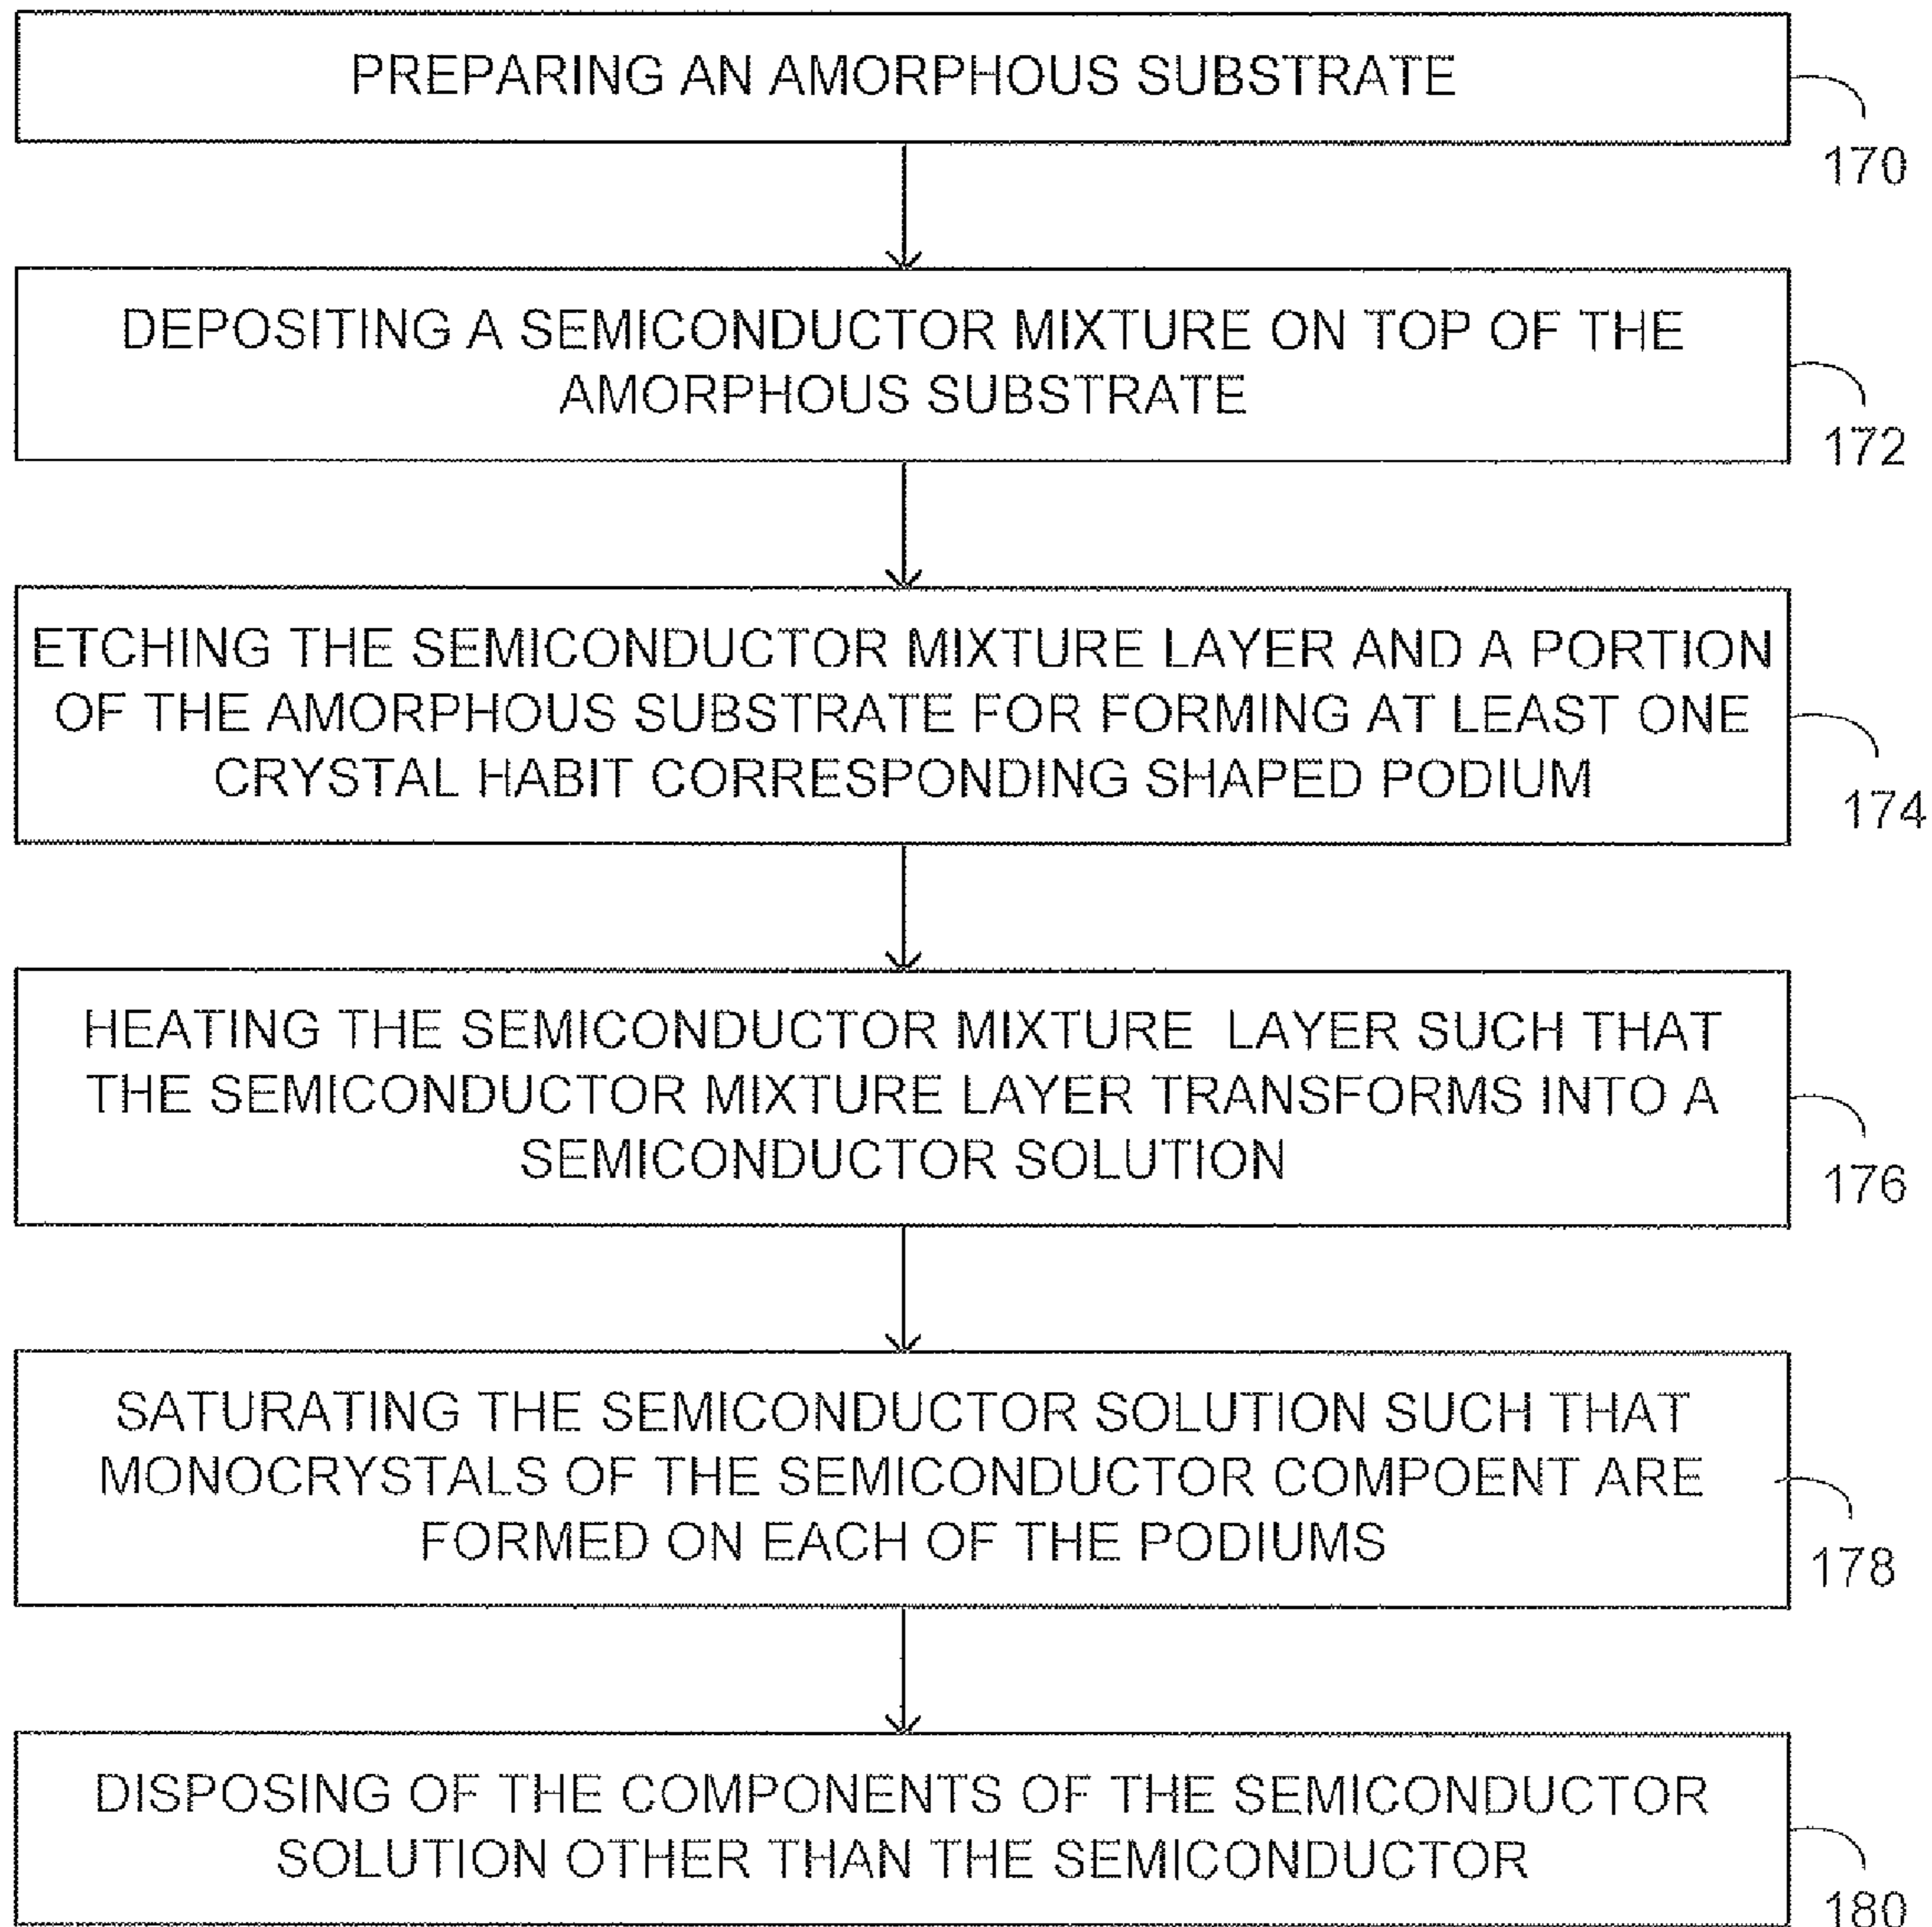 PREPARING AN AMORPHOUS SUBSTRATE
170
DEPOSITING A SEMICONDUCTOR MIXTURE ON TOP OF THE
AMORPHOUS SUBSTRATE
172
ETCHING THE SEMICONDUCTOR MIXTURE LAYER AND A PORTION
OF THE AMORPHOUS SUBSTRATE FOR FORMING AT LEAST ONE
CRYSTAL HABIT CORRESPONDING SHAPED PODIUM
174
HEATING THE SEMICONDUCTOR MIXTURE LAYER SUCH THAT
THE SEMICONDUCTOR MIXTURE LAYER TRANSFORMS INTO A
SEMICONDUCTOR SOLUTION
176
SATURATING THE SEMICONDUCTOR SOLUTION SUCH THAT
MONOCRYSTALS OF THE SEMICONDUCTOR COMPOENT ARE
FORMED ON EACH OF THE PODIUMS
178
DISPOSING OF THE COMPONENTS OF THE SEMICONDUCTOR
SOLUTION OTHER THAN THE SEMICONDUCTOR
180